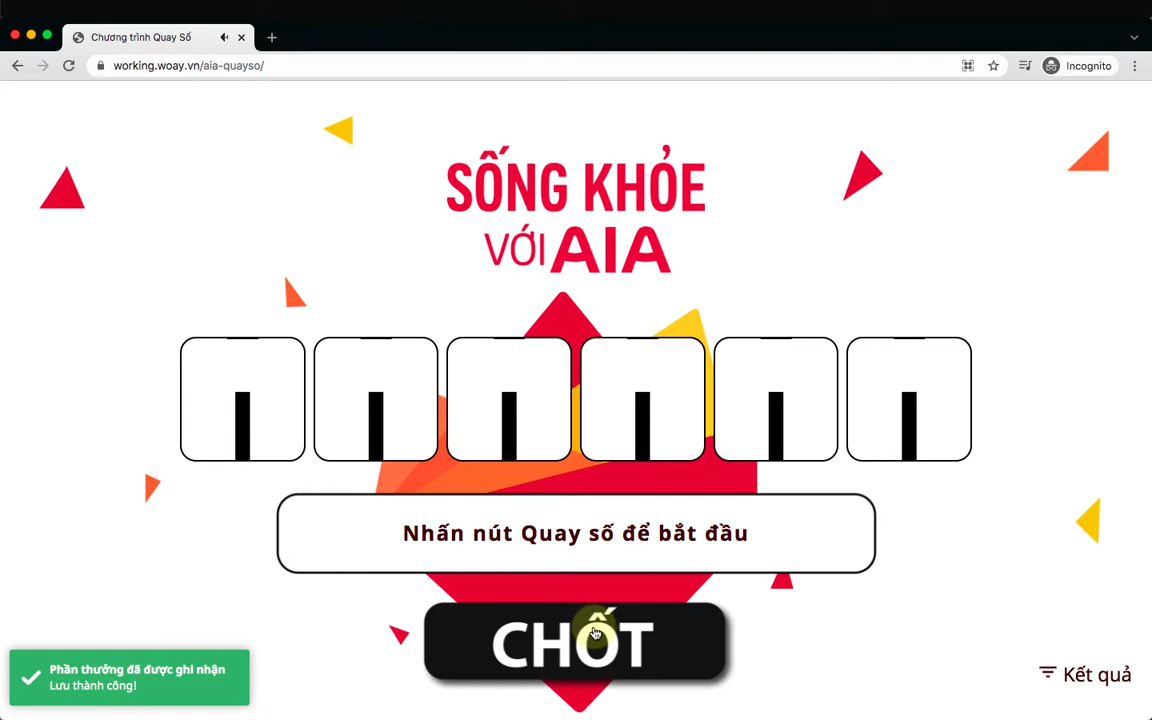 Chương trình Quay Số
working.woay.vn/aia-quayso/
Incognito
SỐNG KHỎE
VỚI AIA
Nhấn nút Quay số để bắt đầu
CHỐT
Phần thưởng đã được ghi nhận
Lưu thành công!
Kết quả